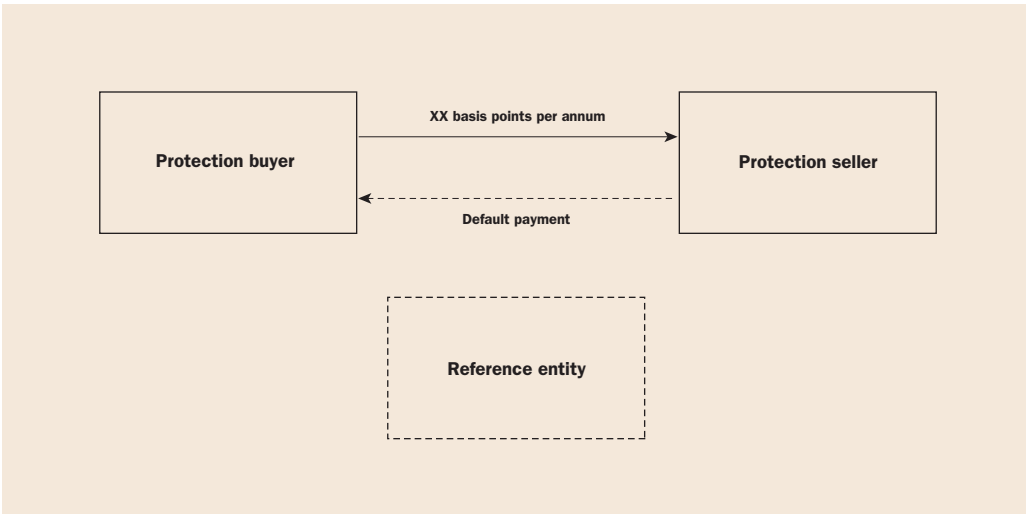 XX basis points per annum
Protection buyer
Protection seller
Default payment
Reference entity